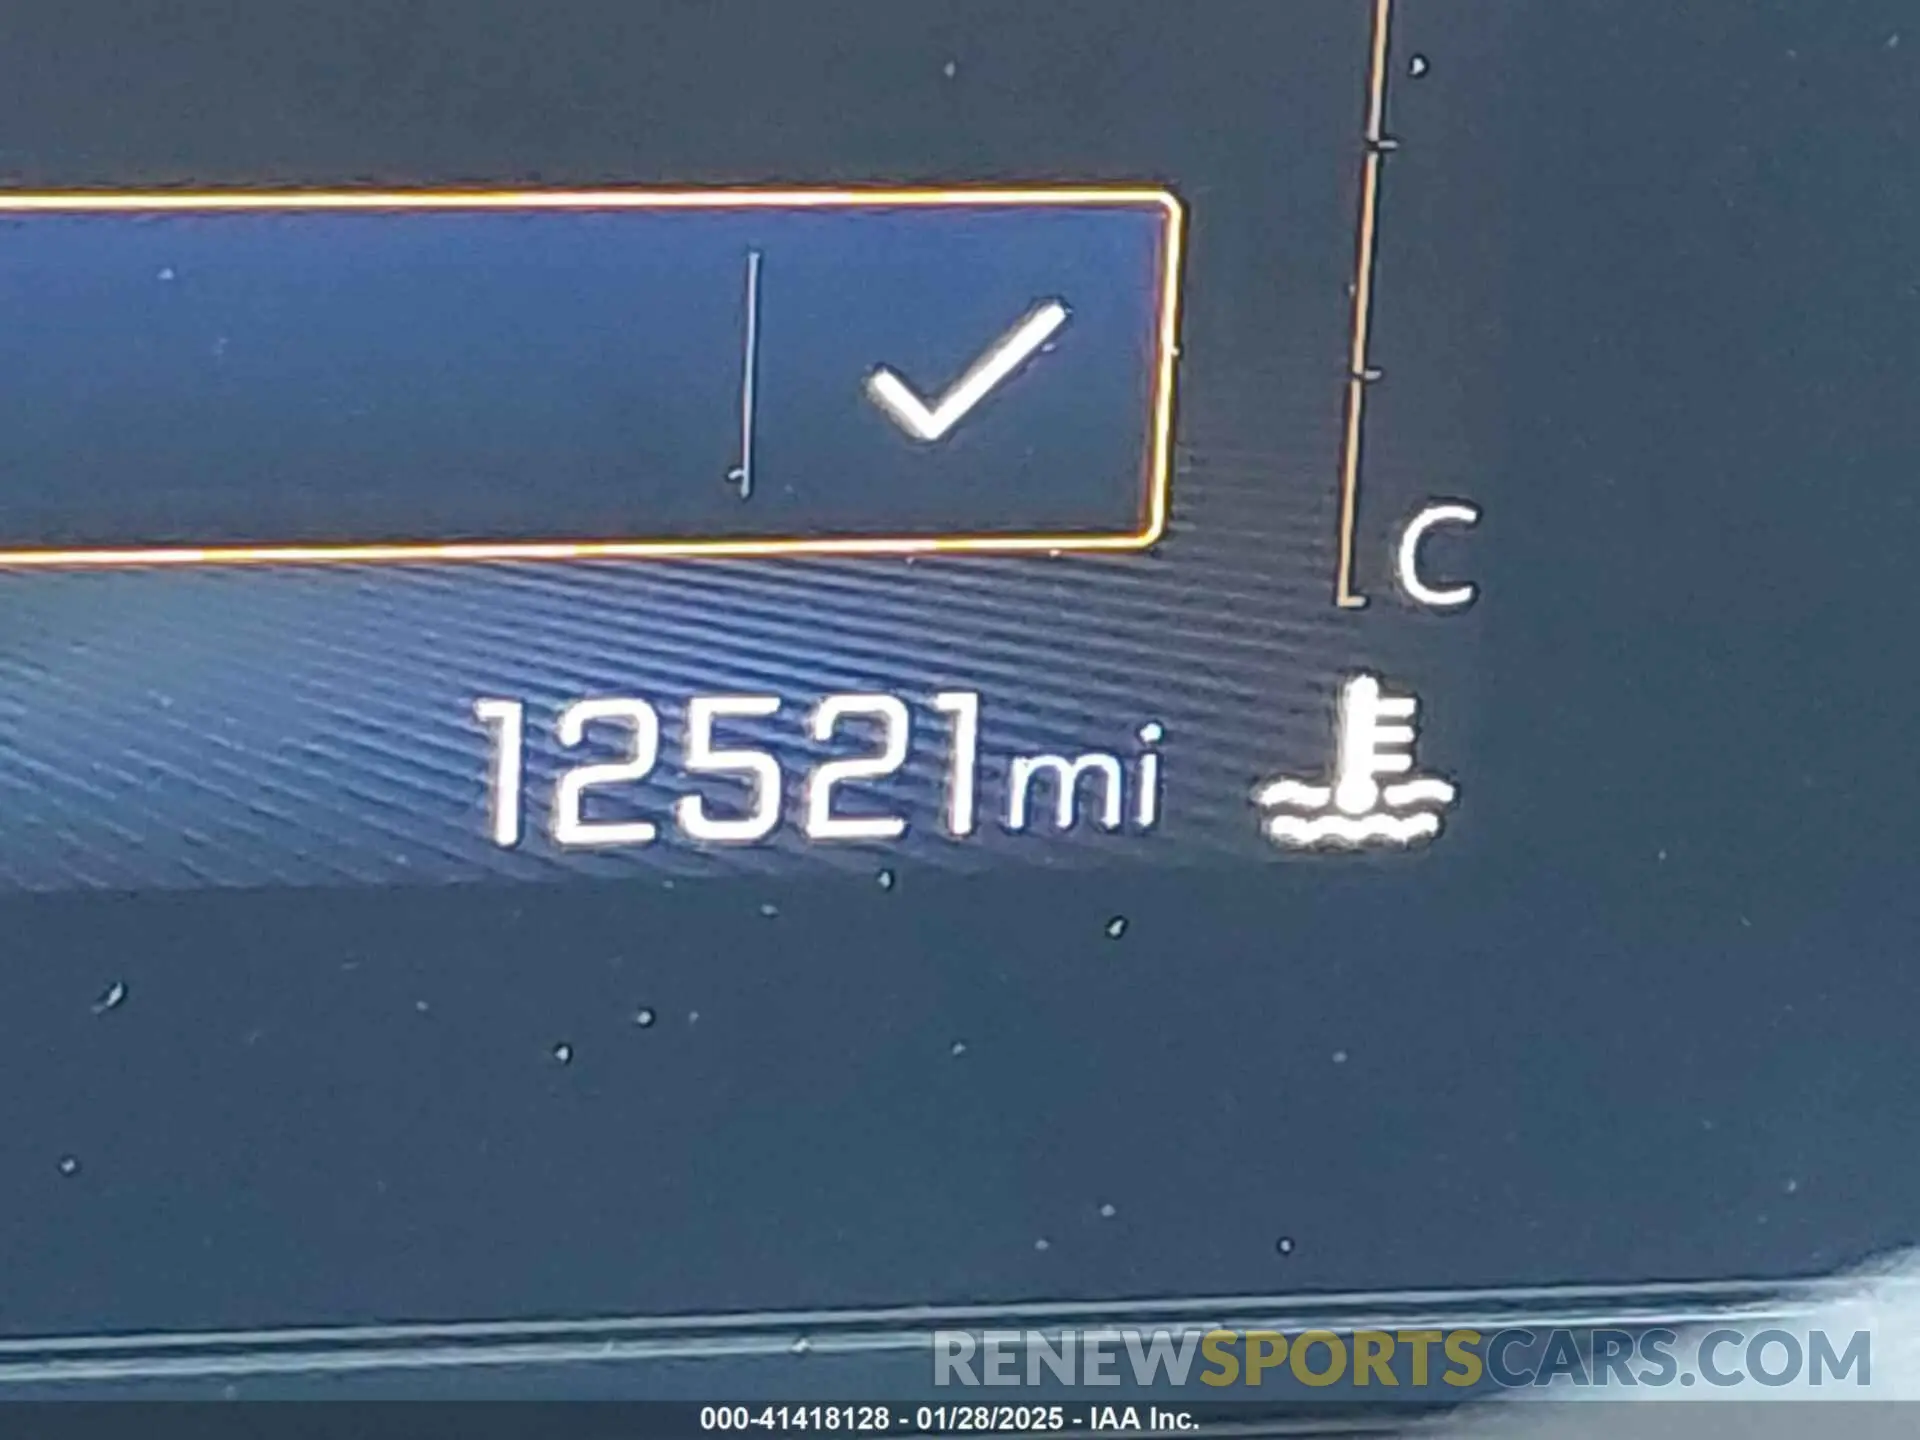 C
12521mi
RENEWSPORTSCARS.COM
000-41418128 - 01/28/2025 - IAA Inc.